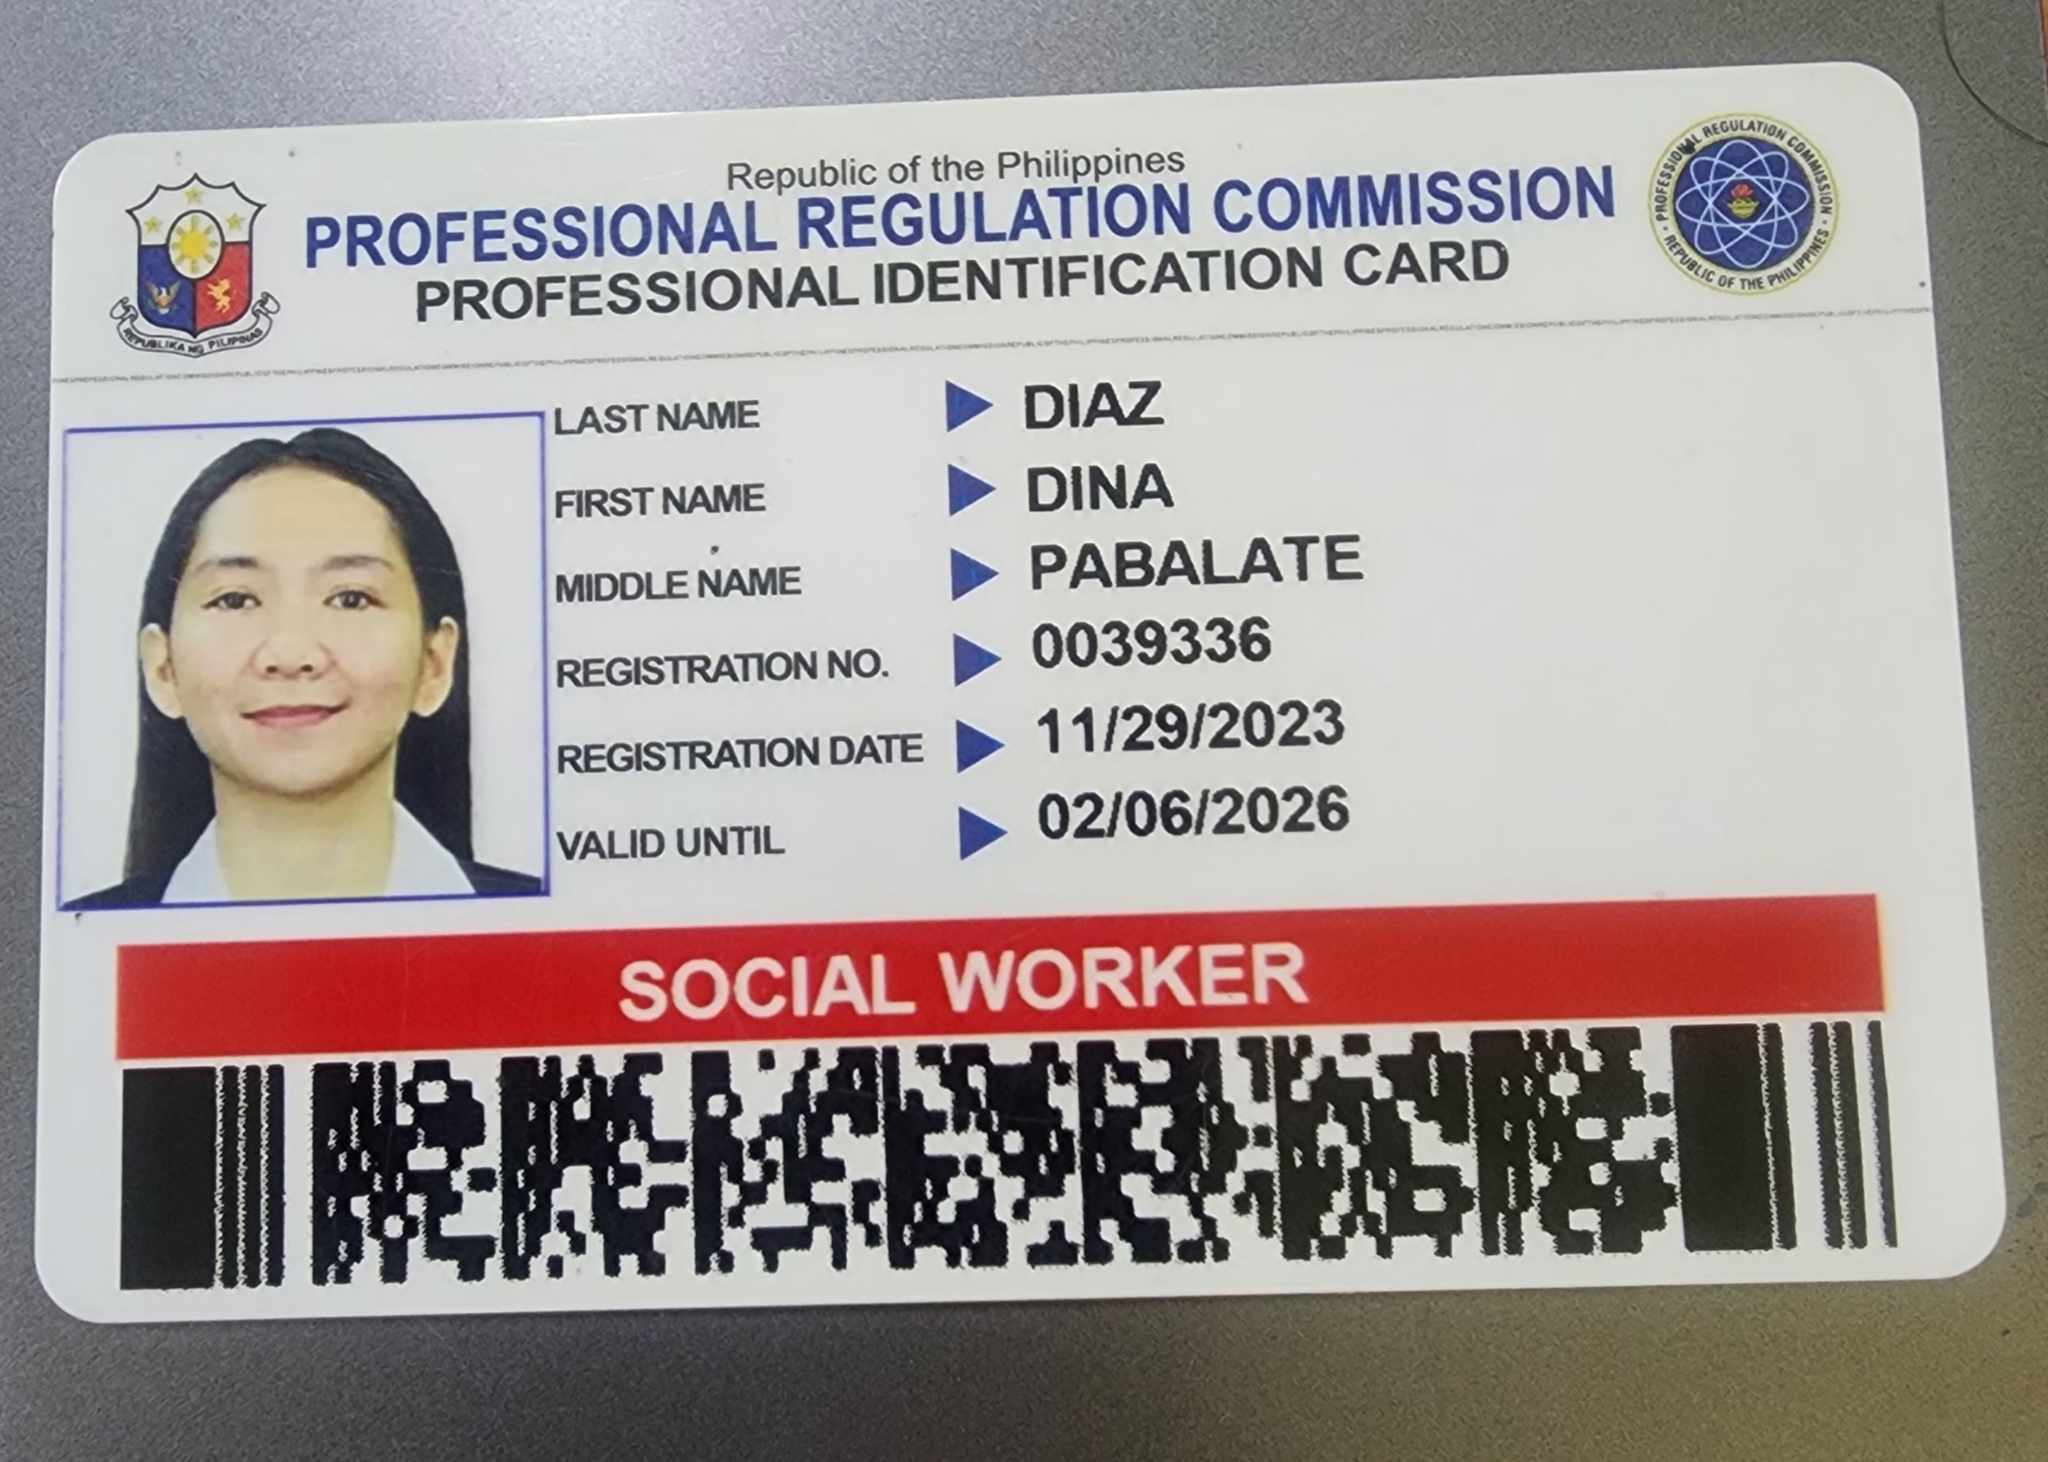 Republic of the Philippines
PROFESSIONAL REGULATION COMMISSION
PROFESSIONAL IDENTIFICATION CARD
REPUBLIKA NG PILIPINAS
PROFESSIONAL REGULATION COMMISSION
REPUBLIC OF THE PHILIPPINES
LAST NAME DIAZ
FIRST NAME DINA
MIDDLE NAME PABALATE
REGISTRATION NO. 0039336
REGISTRATION DATE 11/29/2023
VALID UNTIL 02/06/2026
SOCIAL WORKER